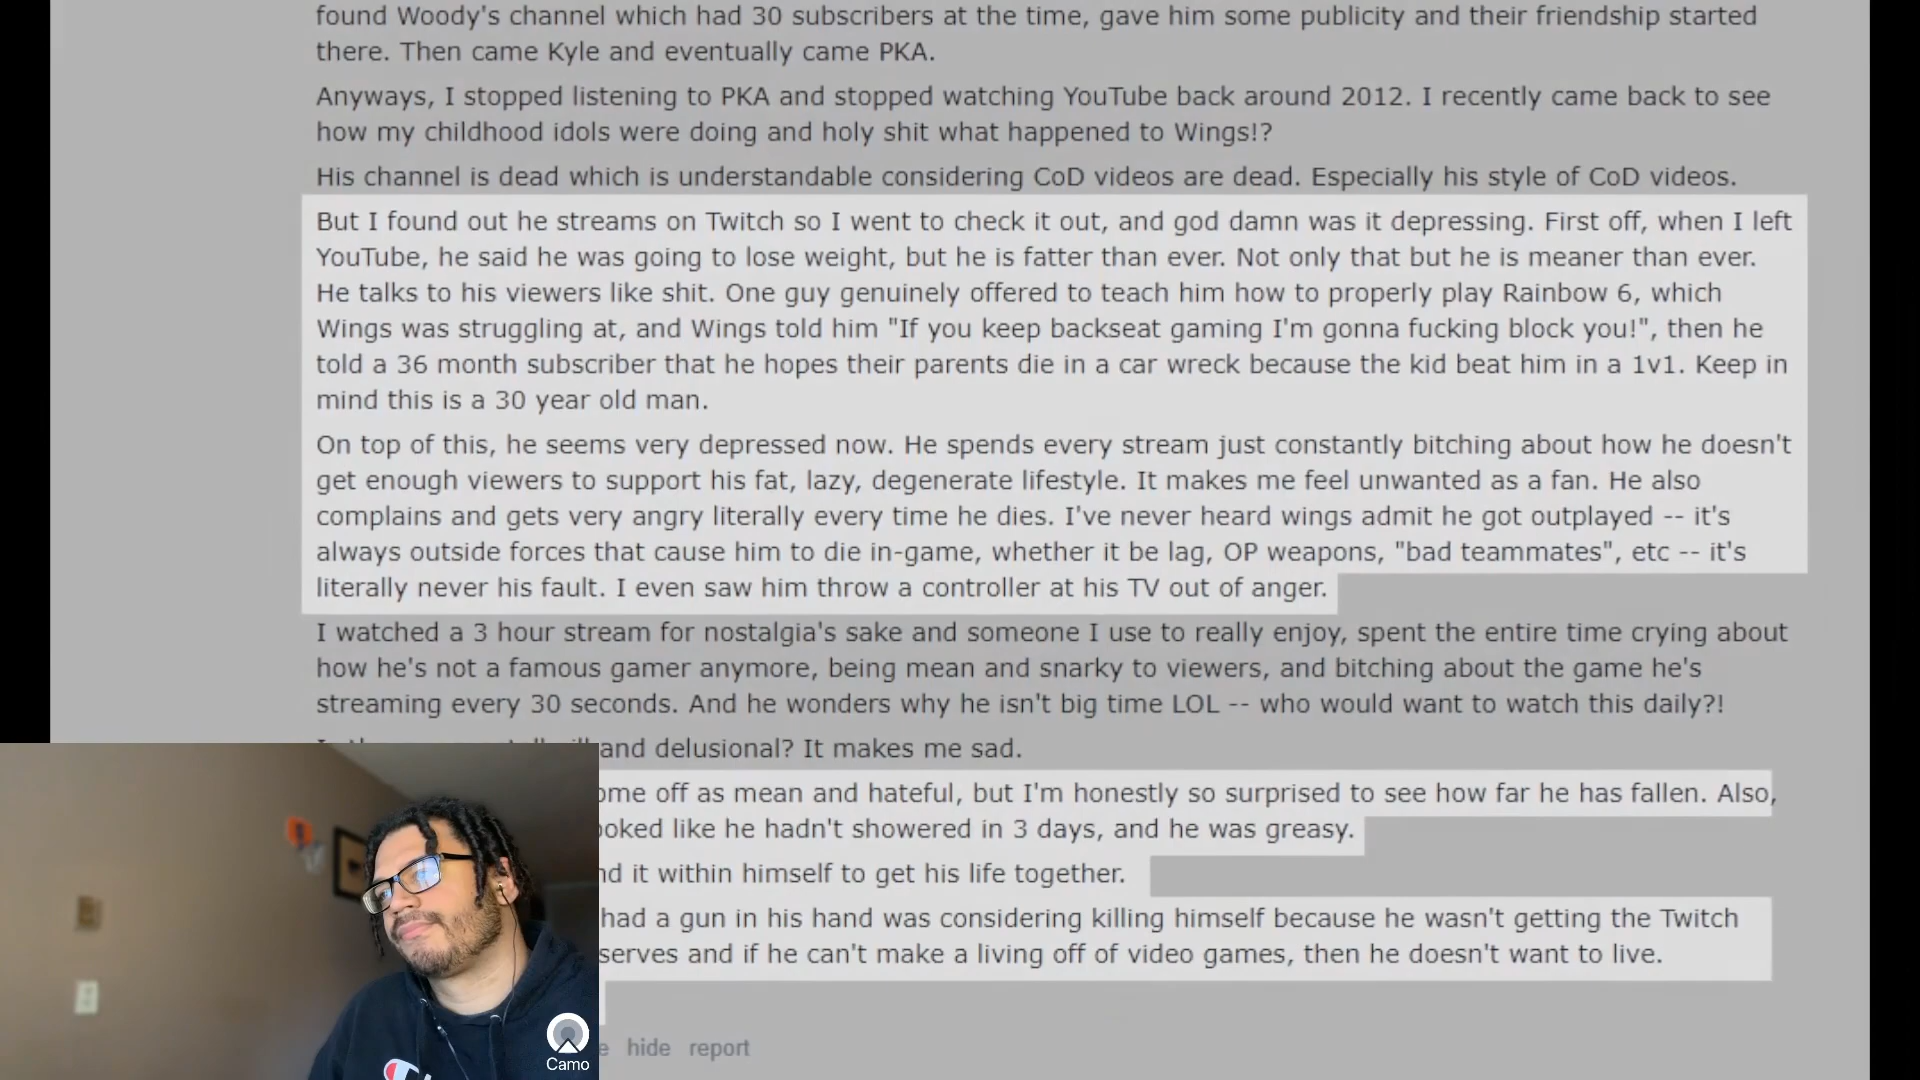 found Woody's channel which had 30 subscribers at the time, gave him some publicity and their friendship started
there. Then came Kyle and eventually came PKA.
Anyways, I stopped listening to PKA and stopped watching YouTube back around 2012. I recently came back to see
how my childhood idols were doing and holy shit what happened to Wings!?
His channel is dead which is understandable considering CoD videos are dead. Especially his style of CoD videos.
But I found out he streams on Twitch so I went to check it out, and god damn was it depressing. First off, when I left
YouTube, he said he was going to lose weight, but he is fatter than ever. Not only that but he is meaner than ever.
He talks to his viewers like shit. One guy genuinely offered to teach him how to properly play Rainbow 6, which
Wings was struggling at, and Wings told him "If you keep backseat gaming I'm gonna fucking block you!", then he
told a 36 month subscriber that he hopes their parents die in a car wreck because the kid beat him in a 1v1. Keep in
mind this is a 30 year old man.
On top of this, he seems very depressed now. He spends every stream just constantly bitching about how he doesn't
get enough viewers to support his fat, lazy, degenerate lifestyle. It makes me feel unwanted as a fan. He also
complains and gets very angry literally every time he dies. I've never heard wings admit he got outplayed -- it's
always outside forces that cause him to die in-game, whether it be lag, OP weapons, "bad teammates", etc -- it's
literally never his fault. I even saw him throw a controller at his TV out of anger.
I watched a 3 hour stream for nostalgia's sake and someone I use to really enjoy, spent the entire time crying about
how he's not a famous gamer anymore, being mean and snarky to viewers, and bitching about the game he's
streaming every 30 seconds. And he wonders why he isn't big time LOL -- who would want to watch this daily?!
and delusional? It makes me sad.
ome off as mean and hateful, but I'm honestly so surprised to see how far he has fallen. Also,
ooked like he hadn't showered in 3 days, and he was greasy.
nd it within himself to get his life together.
had a gun in his hand was considering killing himself because he wasn't getting the Twitch
serves and if he can't make a living off of video games, then he doesn't want to live.
e hide report
Camo